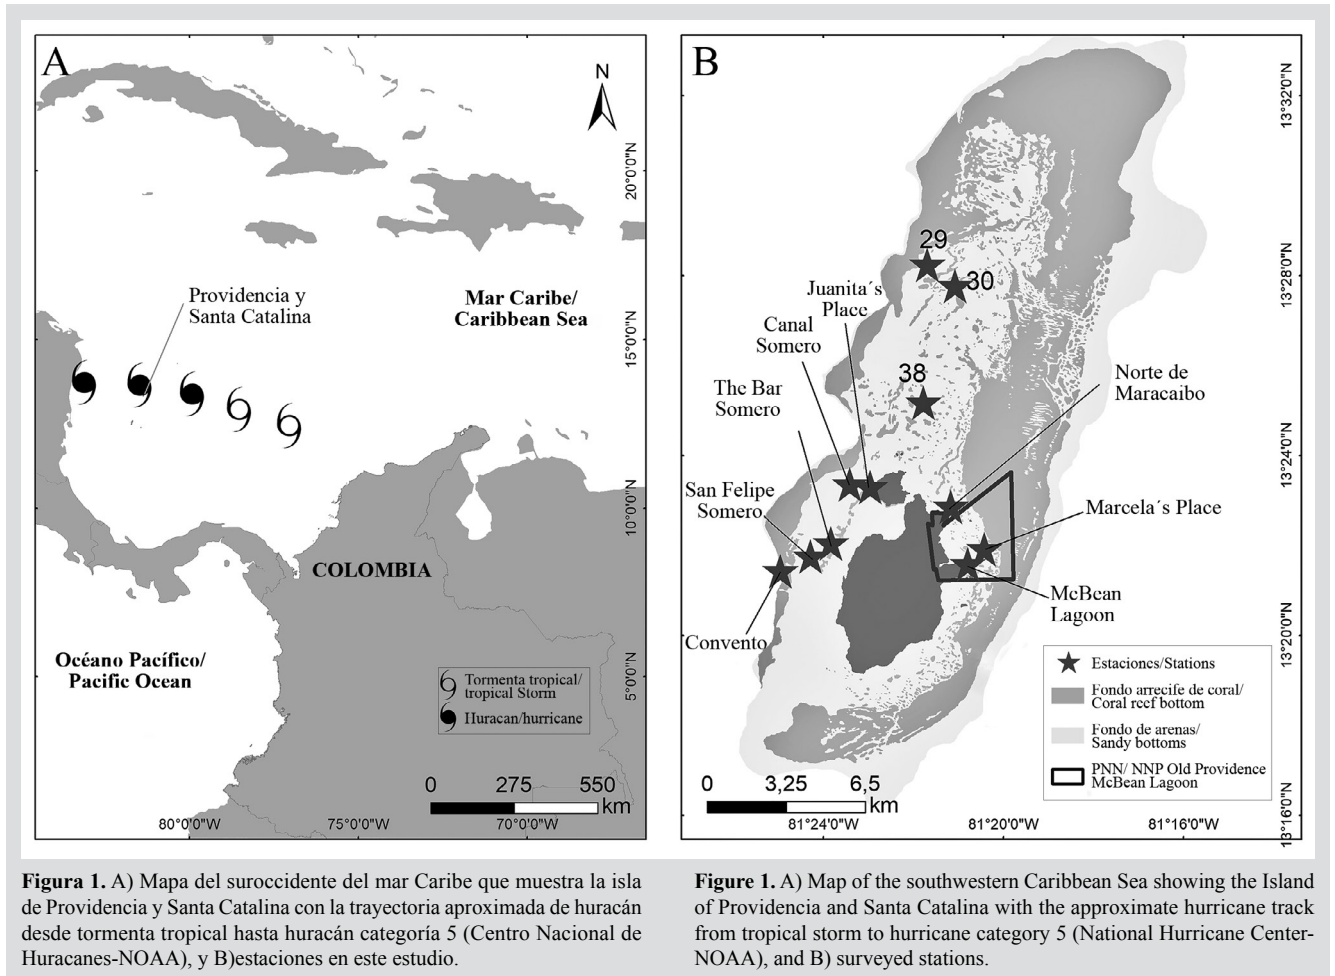 A
N
20°0'0"N
Providencia y
Santa Catalina
Mar Caribe/
Caribbean Sea
15°0'0"N
10°0'0"N
COLOMBIA
Océano Pacífico/
Pacific Ocean
5°0'0"N
Tormenta tropical/
tropical Storm
Huracan/hurricane
0 275 550
km
80°0'0"W 75°0'0"W 70°0'0"W
B
13°32'0"N
29
30
13°28'0"N
Juanita´s
Place
Canal
Somero
38
Norte de
Maracaibo
The Bar
Somero
13°24'0"N
San Felipe
Somero
Marcela´s Place
McBean
Lagoon
Convento
13°20'0"N
Estaciones/Stations
Fondo arrecife de coral/
Coral reef bottom
Fondo de arenas/
Sandy bottoms
PNN/ NNP Old Providence
McBean Lagoon
0 3,25 6,5
km
13°16'0"N
81°24'0"W 81°20'0"W 81°16'0"W
Figura 1. A) Mapa del suroccidente del mar Caribe que muestra la isla
de Providencia y Santa Catalina con la trayectoria aproximada de huracán
desde tormenta tropical hasta huracán categoría 5 (Centro Nacional de
Huracanes-NOAA), y B)estaciones en este estudio.
Figure 1. A) Map of the southwestern Caribbean Sea showing the Island
of Providencia and Santa Catalina with the approximate hurricane track
from tropical storm to hurricane category 5 (National Hurricane Center-
NOAA), and B) surveyed stations.